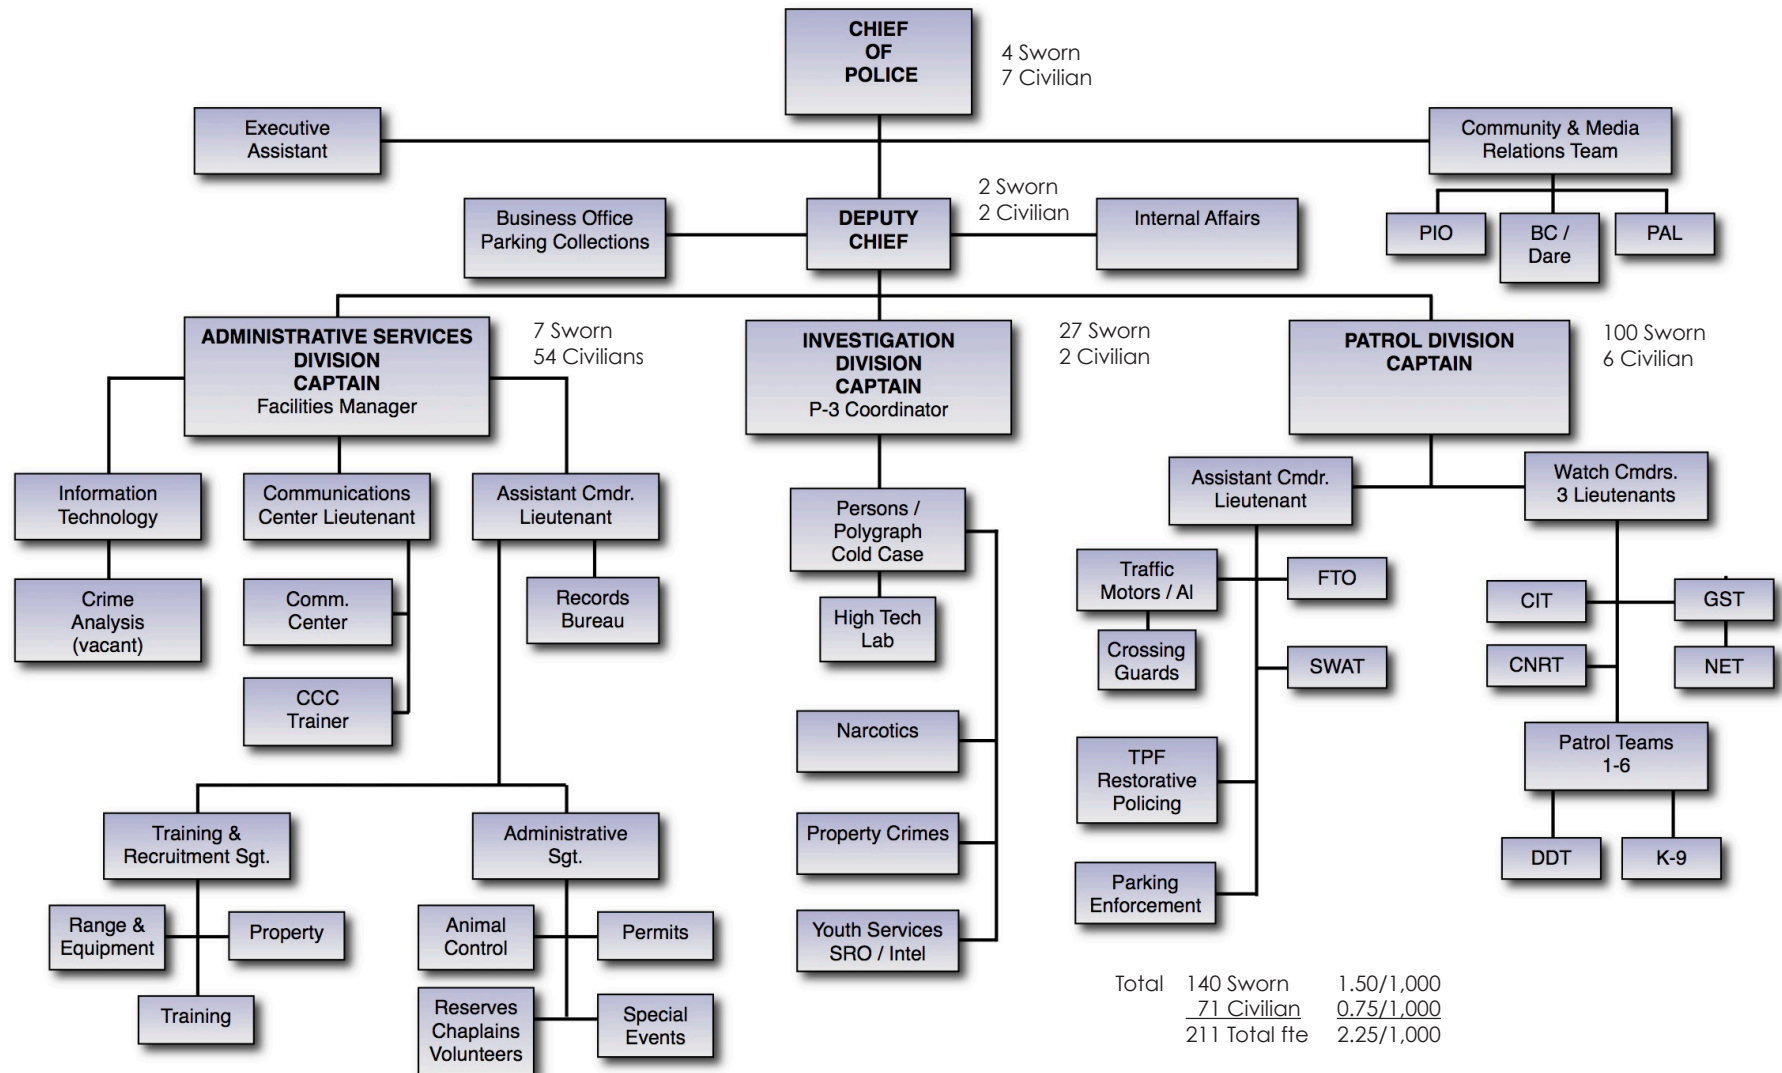 CHIEF
OF
POLICE
4 Sworn
7 Civilian
Executive
Assistant
Community & Media
Relations Team
PIO
BC /
Dare
PAL
2 Sworn
2 Civilian
Business Office
Parking Collections
DEPUTY
CHIEF
Internal Affairs
ADMINISTRATIVE SERVICES
DIVISION
CAPTAIN
Facilities Manager
7 Sworn
54 Civilians
INVESTIGATION
DIVISION
CAPTAIN
P-3 Coordinator
27 Sworn
2 Civilian
PATROL DIVISION
CAPTAIN
100 Sworn
6 Civilian
Information
Technology
Communications
Center Lieutenant
Assistant Cmdr.
Lieutenant
Crime
Analysis
(vacant)
Comm.
Center
Records
Bureau
CCC
Trainer
Training &
Recruitment Sgt.
Administrative
Sgt.
Range &
Equipment
Property
Training
Animal
Control
Permits
Reserves
Chaplains
Volunteers
Special
Events
Persons /
Polygraph
Cold Case
High Tech
Lab
Narcotics
Property Crimes
Youth Services
SRO / Intel
Assistant Cmdr.
Lieutenant
Watch Cmdrs.
3 Lieutenants
Traffic
Motors / AI
FTO
Crossing
Guards
SWAT
TPF
Restorative
Policing
Parking
Enforcement
CIT
GST
CNRT
NET
Patrol Teams
1-6
DDT
K-9
Total 140 Sworn 1.50/1,000
71 Civilian 0.75/1,000
211 Total fte 2.25/1,000